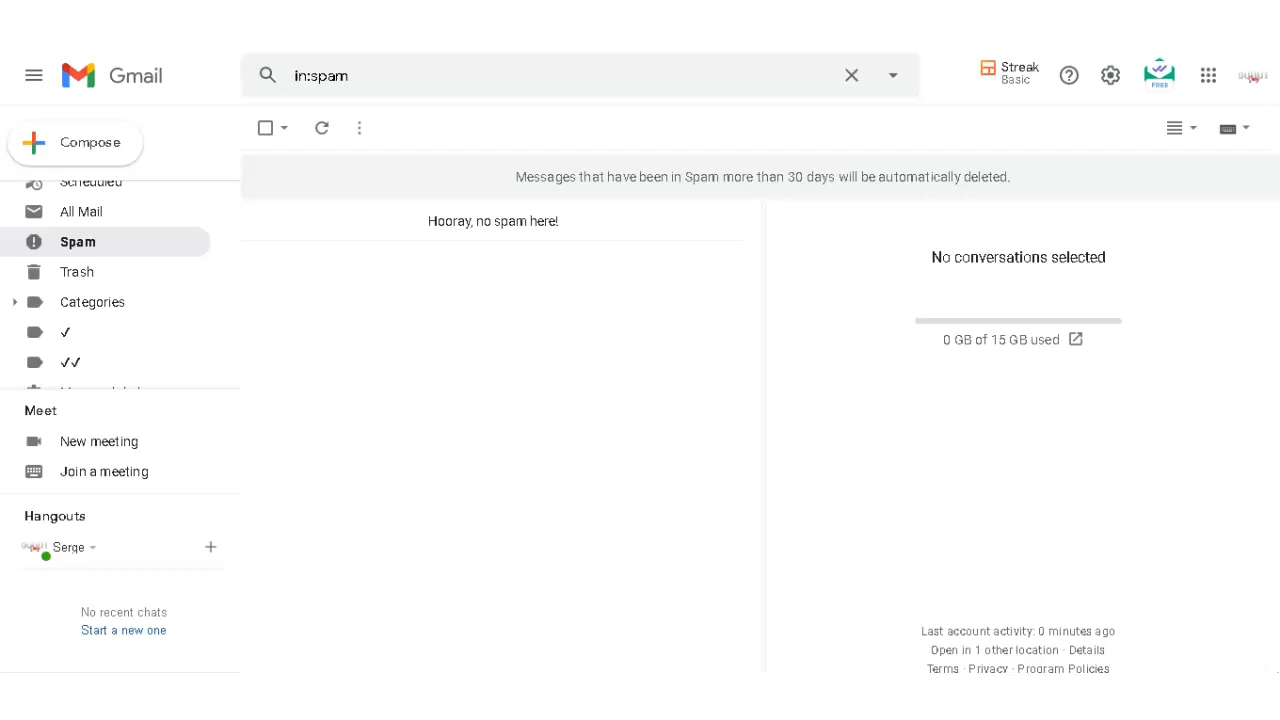 Gmail
in:spam
Streak
Basic
FREE
Compose
Scheduled
All Mail
Spam
Trash
Categories
✓
✓✓
Messages that have been in Spam more than 30 days will be automatically deleted.
Hooray, no spam here!
No conversations selected
0 GB of 15 GB used
Meet
New meeting
Join a meeting
Hangouts
Serge
No recent chats
Start a new one
Last account activity: 0 minutes ago
Open in 1 other location · Details
Terms · Privacy · Program Policies